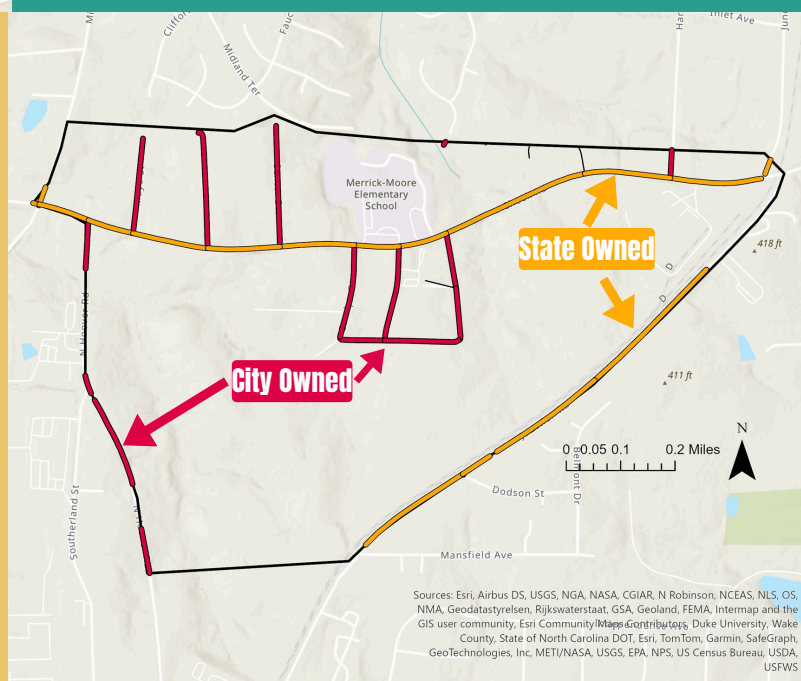 Midland Ter
Inlet Ave
Merrick-Moore
Elementary
School
State Owned
418 ft
D
D
N Hoover Rd
City Owned
411 ft
N
0 0.05 0.1 0.2 Miles
Belmont Dr
Dodson St
Southerland St
Mansfield Ave
Sources: Esri, Airbus DS, USGS, NGA, NASA, CGIAR, N Robinson, NCEAS, NLS, OS,
NMA, Geodatastyrelsen, Rijkswaterstaat, GSA, Geoland, FEMA, Intermap and the
GIS user community, Esri Community Maps Contributors, Duke University, Wake
County, State of North Carolina DOT, Esri, TomTom, Garmin, SafeGraph,
GeoTechnologies, Inc, METI/NASA, USGS, EPA, NPS, US Census Bureau, USDA,
USFWS